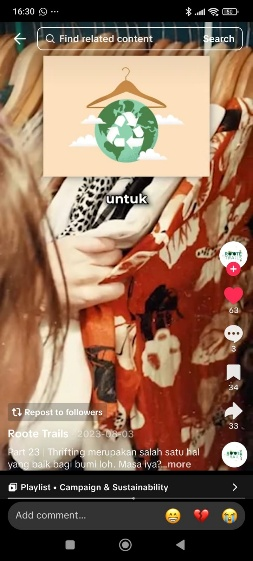 16:30
Find related content
Search
untuk
63
3
34
33
Repost to followers
Roote Trails · 2023-08-03
Part 23 | Thrifting merupakan salah satu hal
yang baik bagi bumi loh. Masa iya?...more
Playlist • Campaign & Sustainability
Add comment...